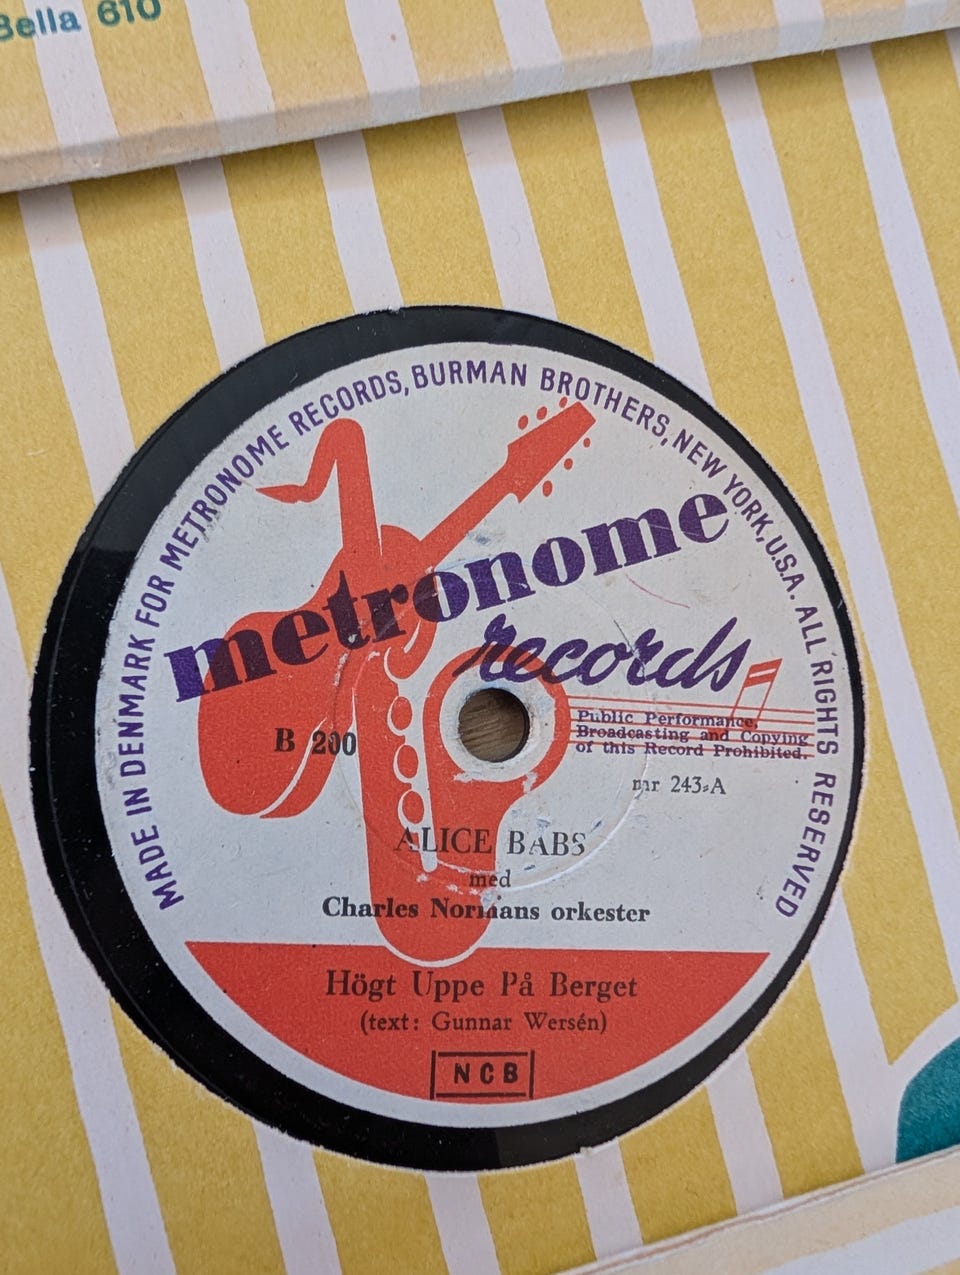 Bella 610
MADE IN DENMARK FOR METRONOME RECORDS, BURMAN BROTHERS, NEW YORK, U.S.A. ALL RIGHTS RESERVED
metronome
records
Public Performance,
Broadcasting and Copying
of this Record Prohibited.
B 200
mr 243-A
ALICE BABS
med
Charles Normans orkester
Högt Uppe På Berget
(text: Gunnar Wersén)
NCB